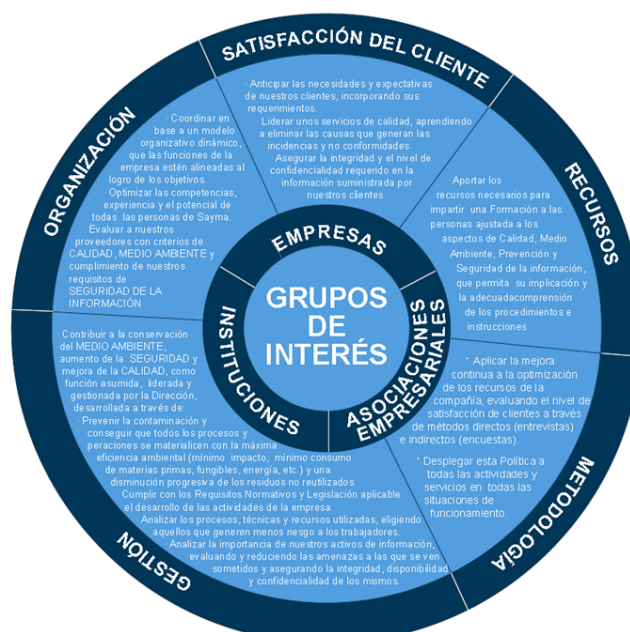 SATISFACCIÓN DEL CLIENTE
· Anticipar las necesidades y expectativas
de nuestros clientes, incorporando sus
requerimientos.
· Liderar unos servicios de calidad, aprendiendo
a eliminar las causas que generan las
incidencias y no conformidades.
· Asegurar la integridad y el nivel de
confidencialidad requerido en la
información suministrada por
nuestros clientes
RECURSOS
· Aportar los
recursos necesarios para
impartir una Formación a las
personas ajustada a los
aspectos de Calidad, Medio
Ambiente, Prevención y
Seguridad de la información,
que permita su implicación y
la adecuadacomprensión
de los procedimientos e
instrucciones.
METODOLOGÍA
· Aplicar la mejora
continua a la optimización
de los recursos de la
compañía, evaluando el nivel de
satisfacción de clientes a través
de métodos directos (entrevistas)
e indirectos (encuestas).
· Desplegar esta Política a
todas las actividades y
servicios en todas las
situaciones de
funcionamiento.
GESTIÓN
· Contribuir a la conservación
del MEDIO AMBIENTE,
aumento de la SEGURIDAD y
mejora de la CALIDAD, como
función asumida, liderada y
gestionada por la Dirección,
desarrollada a través de:
· Prevenir la contaminación y
conseguir que todos los procesos y
peraciones se materialicen con la máxima
eficiencia ambiental (mínimo impacto, mínimo consumo
de materias primas, fungibles, energía, etc.) y una
disminución progresiva de los residuos no reutilizados.
· Cumplir con los Requisitos Normativos y Legislación aplicable
el desarrollo de las actividades de la empresa.
· Analizar los procesos, técnicas y recursos utilizadas, eligiendo
aquellos que generen menos riesgo a los trabajadores.
· Analizar la importancia de nuestros activos de información,
evaluando y reduciendo las amenazas a las que se ven
sometidos y asegurando la integridad, disponibilidad
y confidencialidad de los mismos.
ORGANIZACIÓN
· Coordinar en
base a un modelo
organizativo dinámico,
que las funciones de la
empresa estén alineadas al
logro de los objetivos.
· Optimizar las competencias,
experiencia y el potencial de
todas las personas de Sayma.
· Evaluar a nuestros
proveedores con criterios de
CALIDAD, MEDIO AMBIENTE y
cumplimiento de nuestros
requisitos de
SEGURIDAD DE LA
INFORMACIÓN
EMPRESAS
ASOCIACIONES
EMPRESARIALES
INSTITUCIONES
GRUPOS
DE
INTERÉS